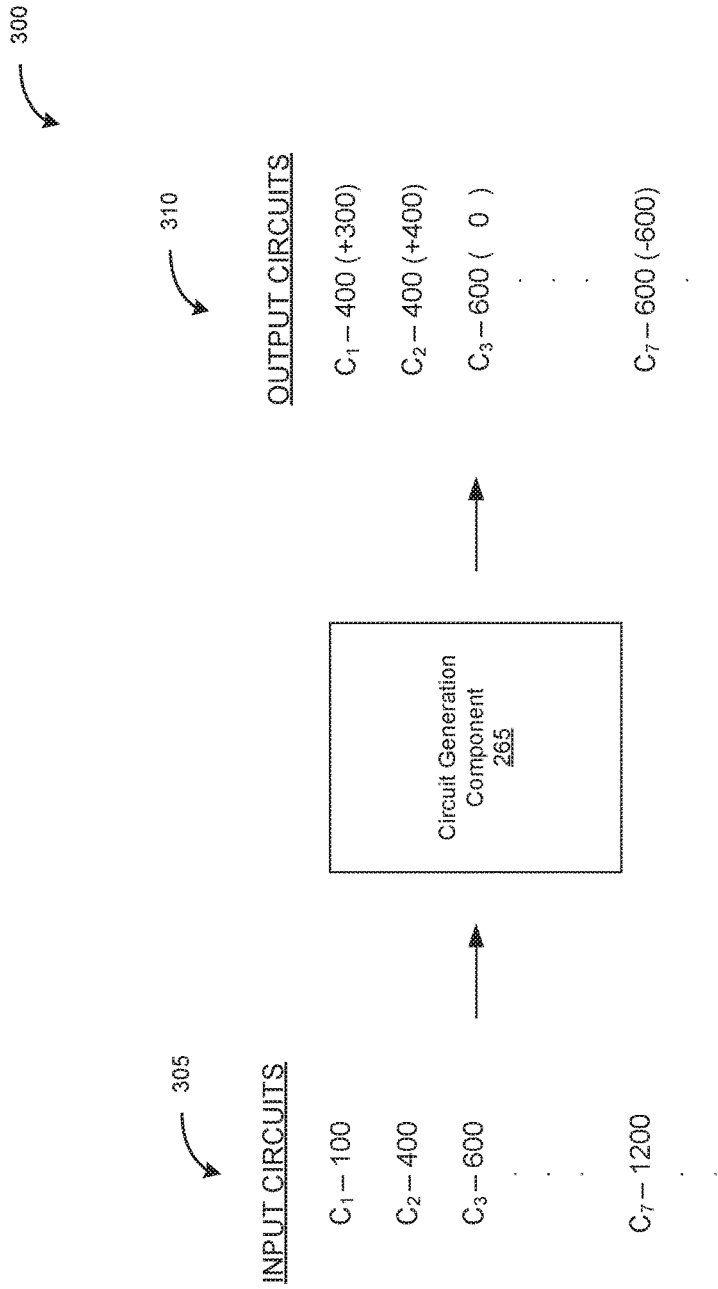 300
305
INPUT CIRCUITS
C₁ – 100
C₂ – 400
C₃ – 600
.
.
.
C₇ – 1200
.
.
Circuit Generation
Component
265
310
OUTPUT CIRCUITS
C₁ – 400 (+300)
C₂ – 400 (+400)
C₃ – 600 ( 0 )
.
.
.
C₇ – 600 (-600)
.